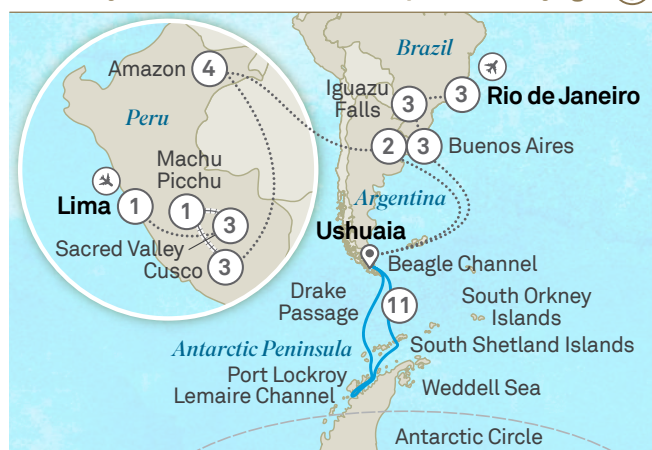 Amazon
4
Peru
Machu
Picchu
Lima
1
1
3
Sacred Valley
Cusco
3
Brazil
Iguazu
Falls
3
3
Rio de Janeiro
2
3
Buenos Aires
Argentina
Ushuaia
Beagle Channel
Drake
Passage
11
South Orkney
Islands
Antarctic Peninsula
South Shetland Islands
Port Lockroy
Lemaire Channel
Weddell Sea
Antarctic Circle